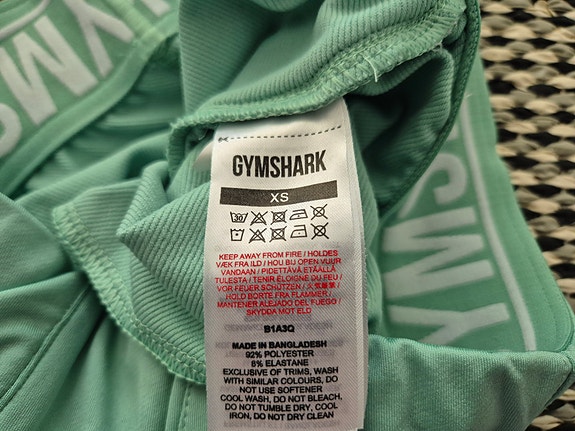 GYMSHARK
XS
30
KEEP AWAY FROM FIRE / HOLDES
VÆK FRA ILD / HOU BIJ OPEN VUUR
VANDAAN / PIDETTÄVÄ ETÄÄLLÄ
TULESTA / TENIR ÉLOIGNÉ DU FEU /
VOR FEUER SCHÜTZEN /
HOLD BORTE FRA FLAMMER /
MANTENER ALEJADO DEL FUEGO /
SKYDDA MOT ELD
B1A3Q
MADE IN BANGLADESH
92% POLYESTER
8% ELASTANE
EXCLUSIVE OF TRIMS, WASH
WITH SIMILAR COLOURS, DO
NOT USE SOFTENER
COOL WASH, DO NOT BLEACH,
DO NOT TUMBLE DRY, COOL
IRON, DO NOT DRY CLEAN